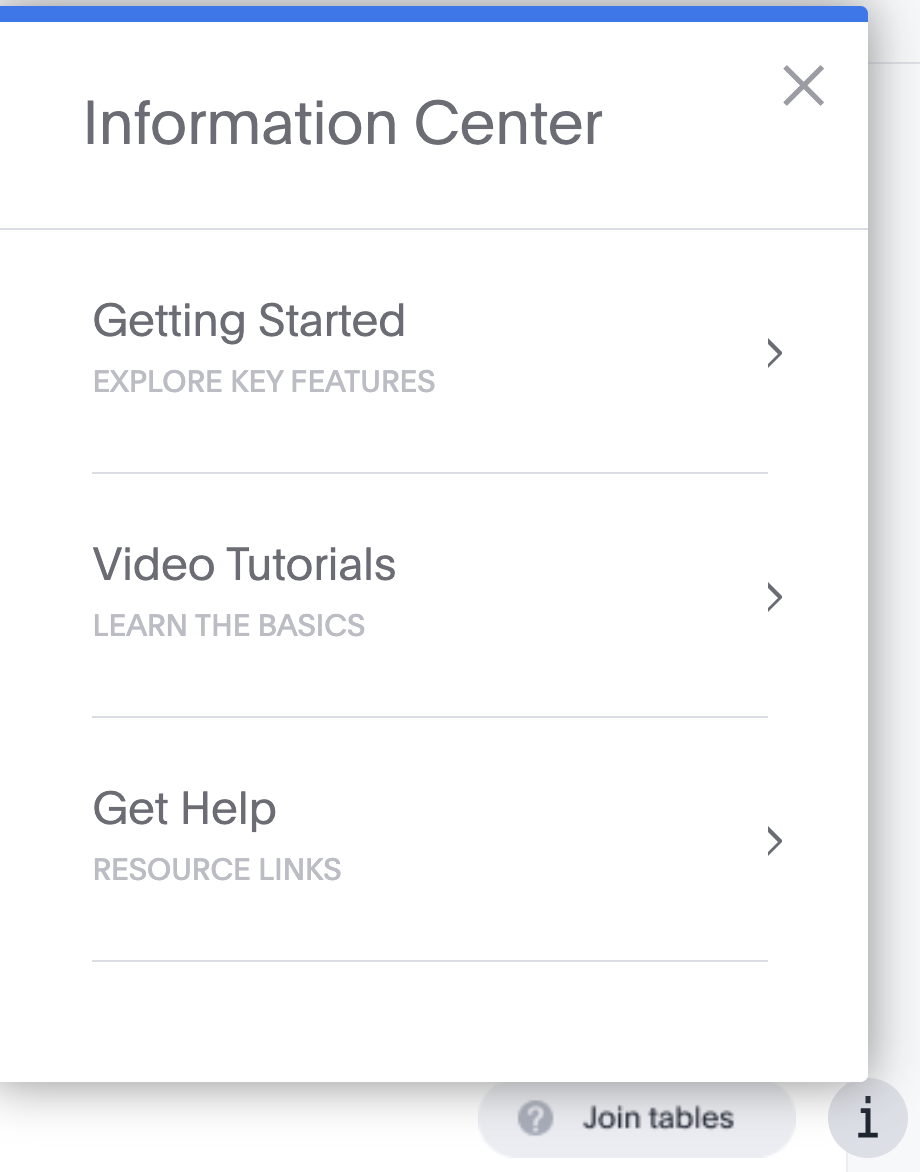 Information Center
Getting Started
EXPLORE KEY FEATURES
Video Tutorials
LEARN THE BASICS
Get Help
RESOURCE LINKS
? Join tables
i